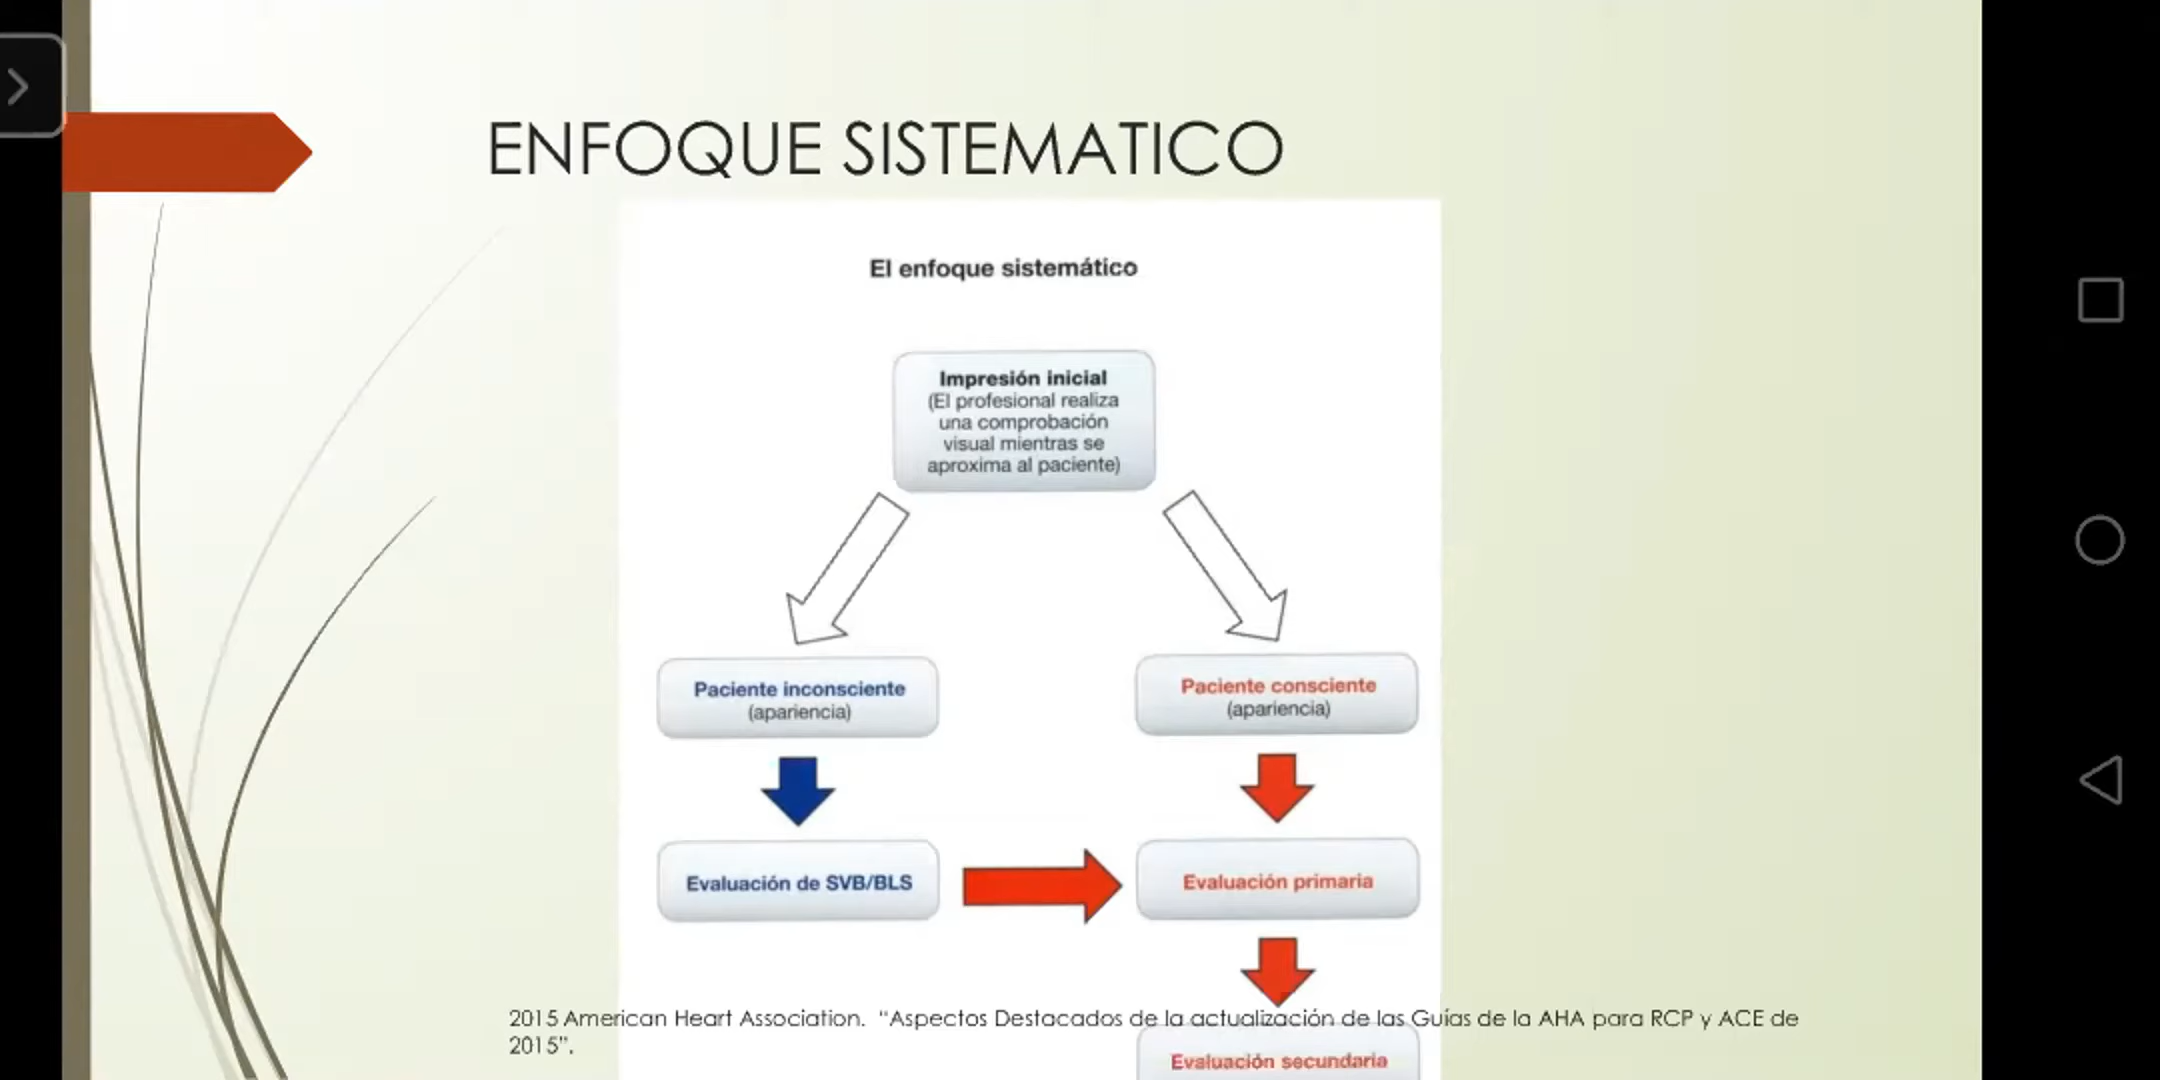 ENFOQUE SISTEMATICO
El enfoque sistemático
Impresión inicial
(El profesional realiza
una comprobación
visual mientras se
aproxima al paciente)
Paciente inconsciente
(apariencia)
Paciente consciente
(apariencia)
Evaluación de SVB/BLS
Evaluación primaria
2015 American Heart Association. “Aspectos Destacados de la actualización de las Guías de la AHA para RCP y ACE de
2015”.
Evaluación secundaria